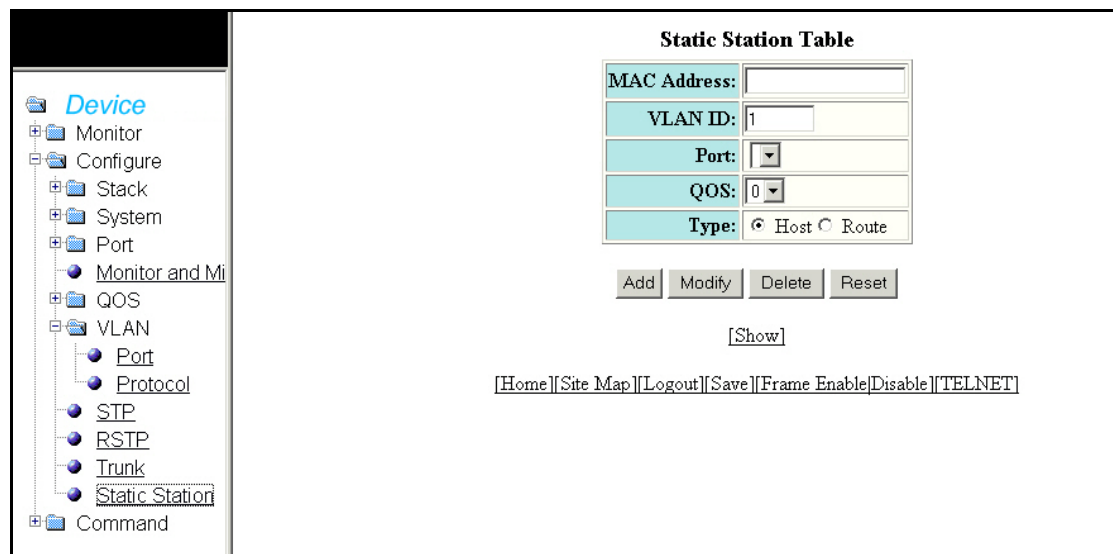 Device
Monitor
Configure
Stack
System
Port
Monitor and Mi
QOS
VLAN
Port
Protocol
STP
RSTP
Trunk
Static Station
Command
Static Station Table
MAC Address:
VLAN ID: 1
Port:
QOS: 0
Type: Host Route
Add Modify Delete Reset
[Show]
[Home][Site Map][Logout][Save][Frame Enable|Disable][TELNET]